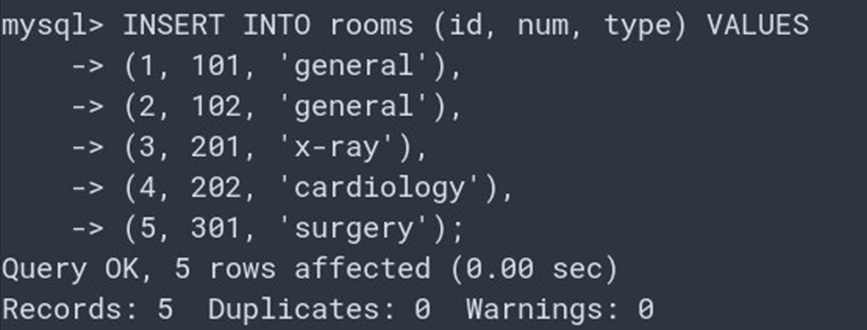 mysql> INSERT INTO rooms (id, num, type) VALUES
    -> (1, 101, 'general'),
    -> (2, 102, 'general'),
    -> (3, 201, 'x-ray'),
    -> (4, 202, 'cardiology'),
    -> (5, 301, 'surgery');
Query OK, 5 rows affected (0.00 sec)
Records: 5  Duplicates: 0  Warnings: 0